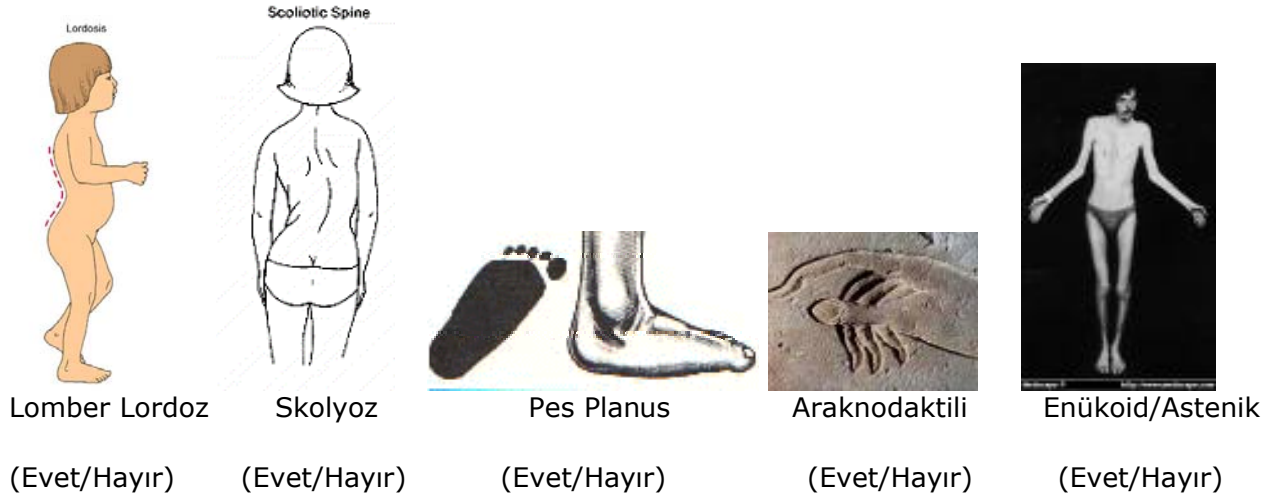 Lordosis
Scoliotic Spine
Lomber Lordoz Skolyoz Pes Planus Araknodaktili Enükoid/Astenik
(Evet/Hayır) (Evet/Hayır) (Evet/Hayır) (Evet/Hayır) (Evet/Hayır)